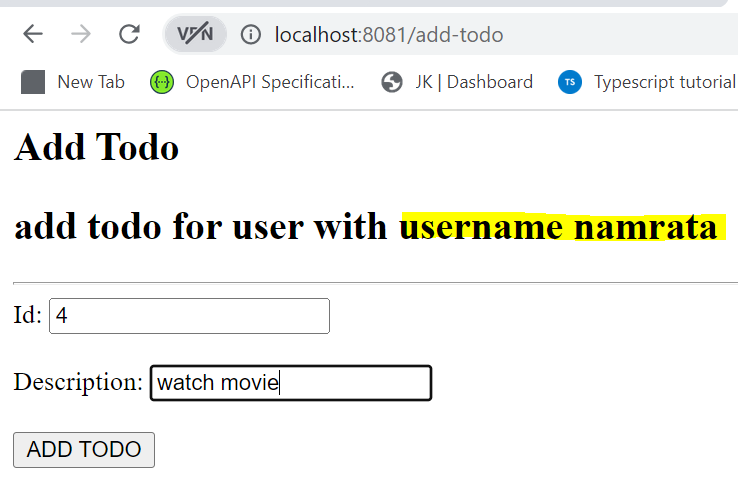 VPN localhost:8081/add-todo
New Tab {··} OpenAPI Specificati... JK | Dashboard TS Typescript tutorial
Add Todo
add todo for user with username namrata
Id: 4
Description: watch movie
ADD TODO